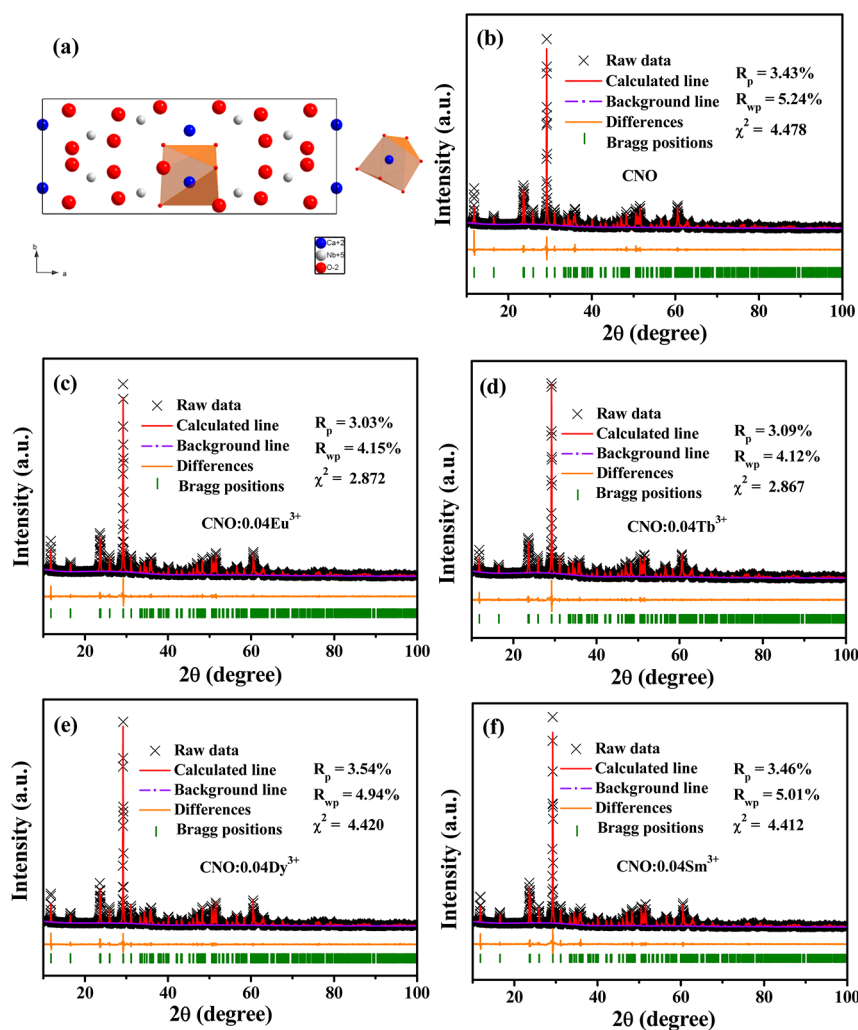 (a)
b
a
Ca+2
Nb+5
O-2
(b)
Raw data
Calculated line
Background line
Differences
Bragg positions
CNO
Rp = 3.43%
Rwp = 5.24%
χ² = 4.478
Intensity (a.u.)
20 40 60 80 100
2θ (degree)
(c)
Raw data
Calculated line
Background line
Differences
Bragg positions
CNO:0.04Eu³⁺
Rp = 3.03%
Rwp = 4.15%
χ² = 2.872
Intensity (a.u.)
20 40 60 80 100
2θ (degree)
(d)
Raw data
Calculated line
Background line
Differences
Bragg positions
CNO:0.04Tb³⁺
Rp = 3.09%
Rwp = 4.12%
χ² = 2.867
Intensity (a.u.)
20 40 60 80 100
2θ (degree)
(e)
Raw data
Calculated line
Background line
Differences
Bragg positions
CNO:0.04Dy³⁺
Rp = 3.54%
Rwp = 4.94%
χ² = 4.420
Intensity (a.u.)
20 40 60 80 100
2θ (degree)
(f)
Raw data
Calculated line
Background line
Differences
Bragg positions
CNO:0.04Sm³⁺
Rp = 3.46%
Rwp = 5.01%
χ² = 4.412
Intensity (a.u.)
20 40 60 80 100
2θ (degree)